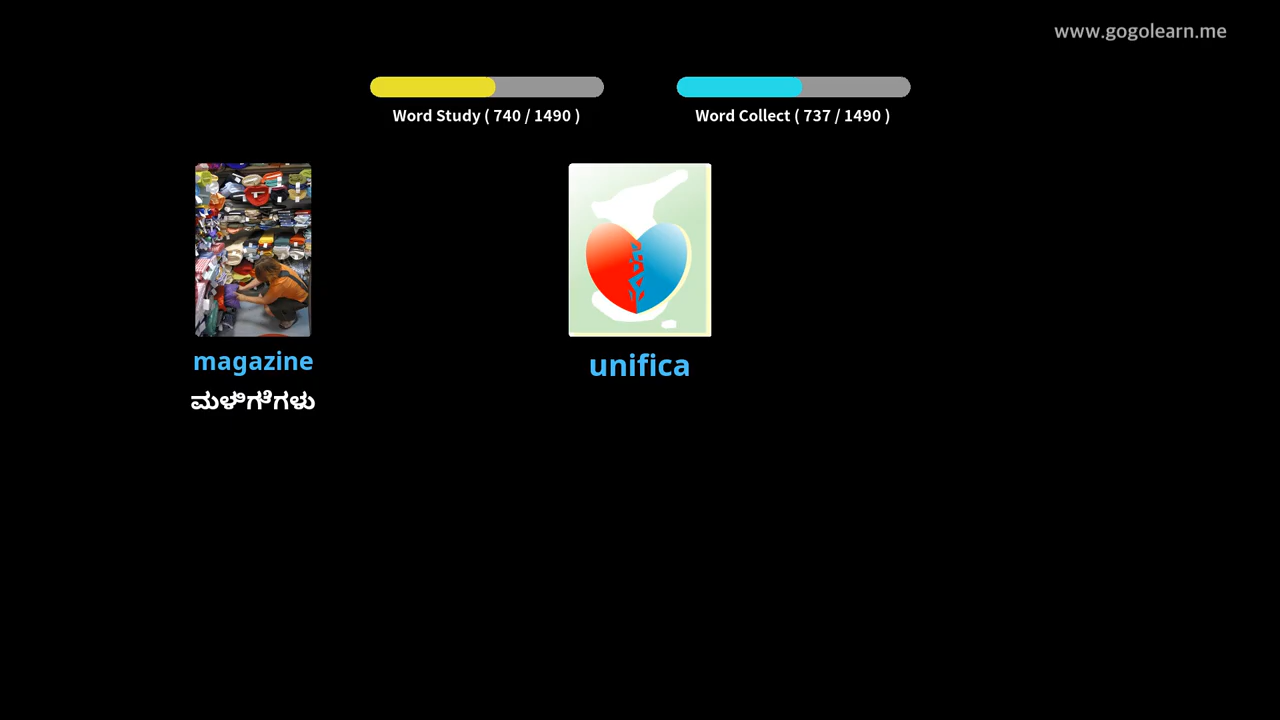 www.gogolearn.me
Word Study ( 740 / 1490 )
Word Collect ( 737 / 1490 )
magazine
ಮಳಿಗೆಗಳು
unifica